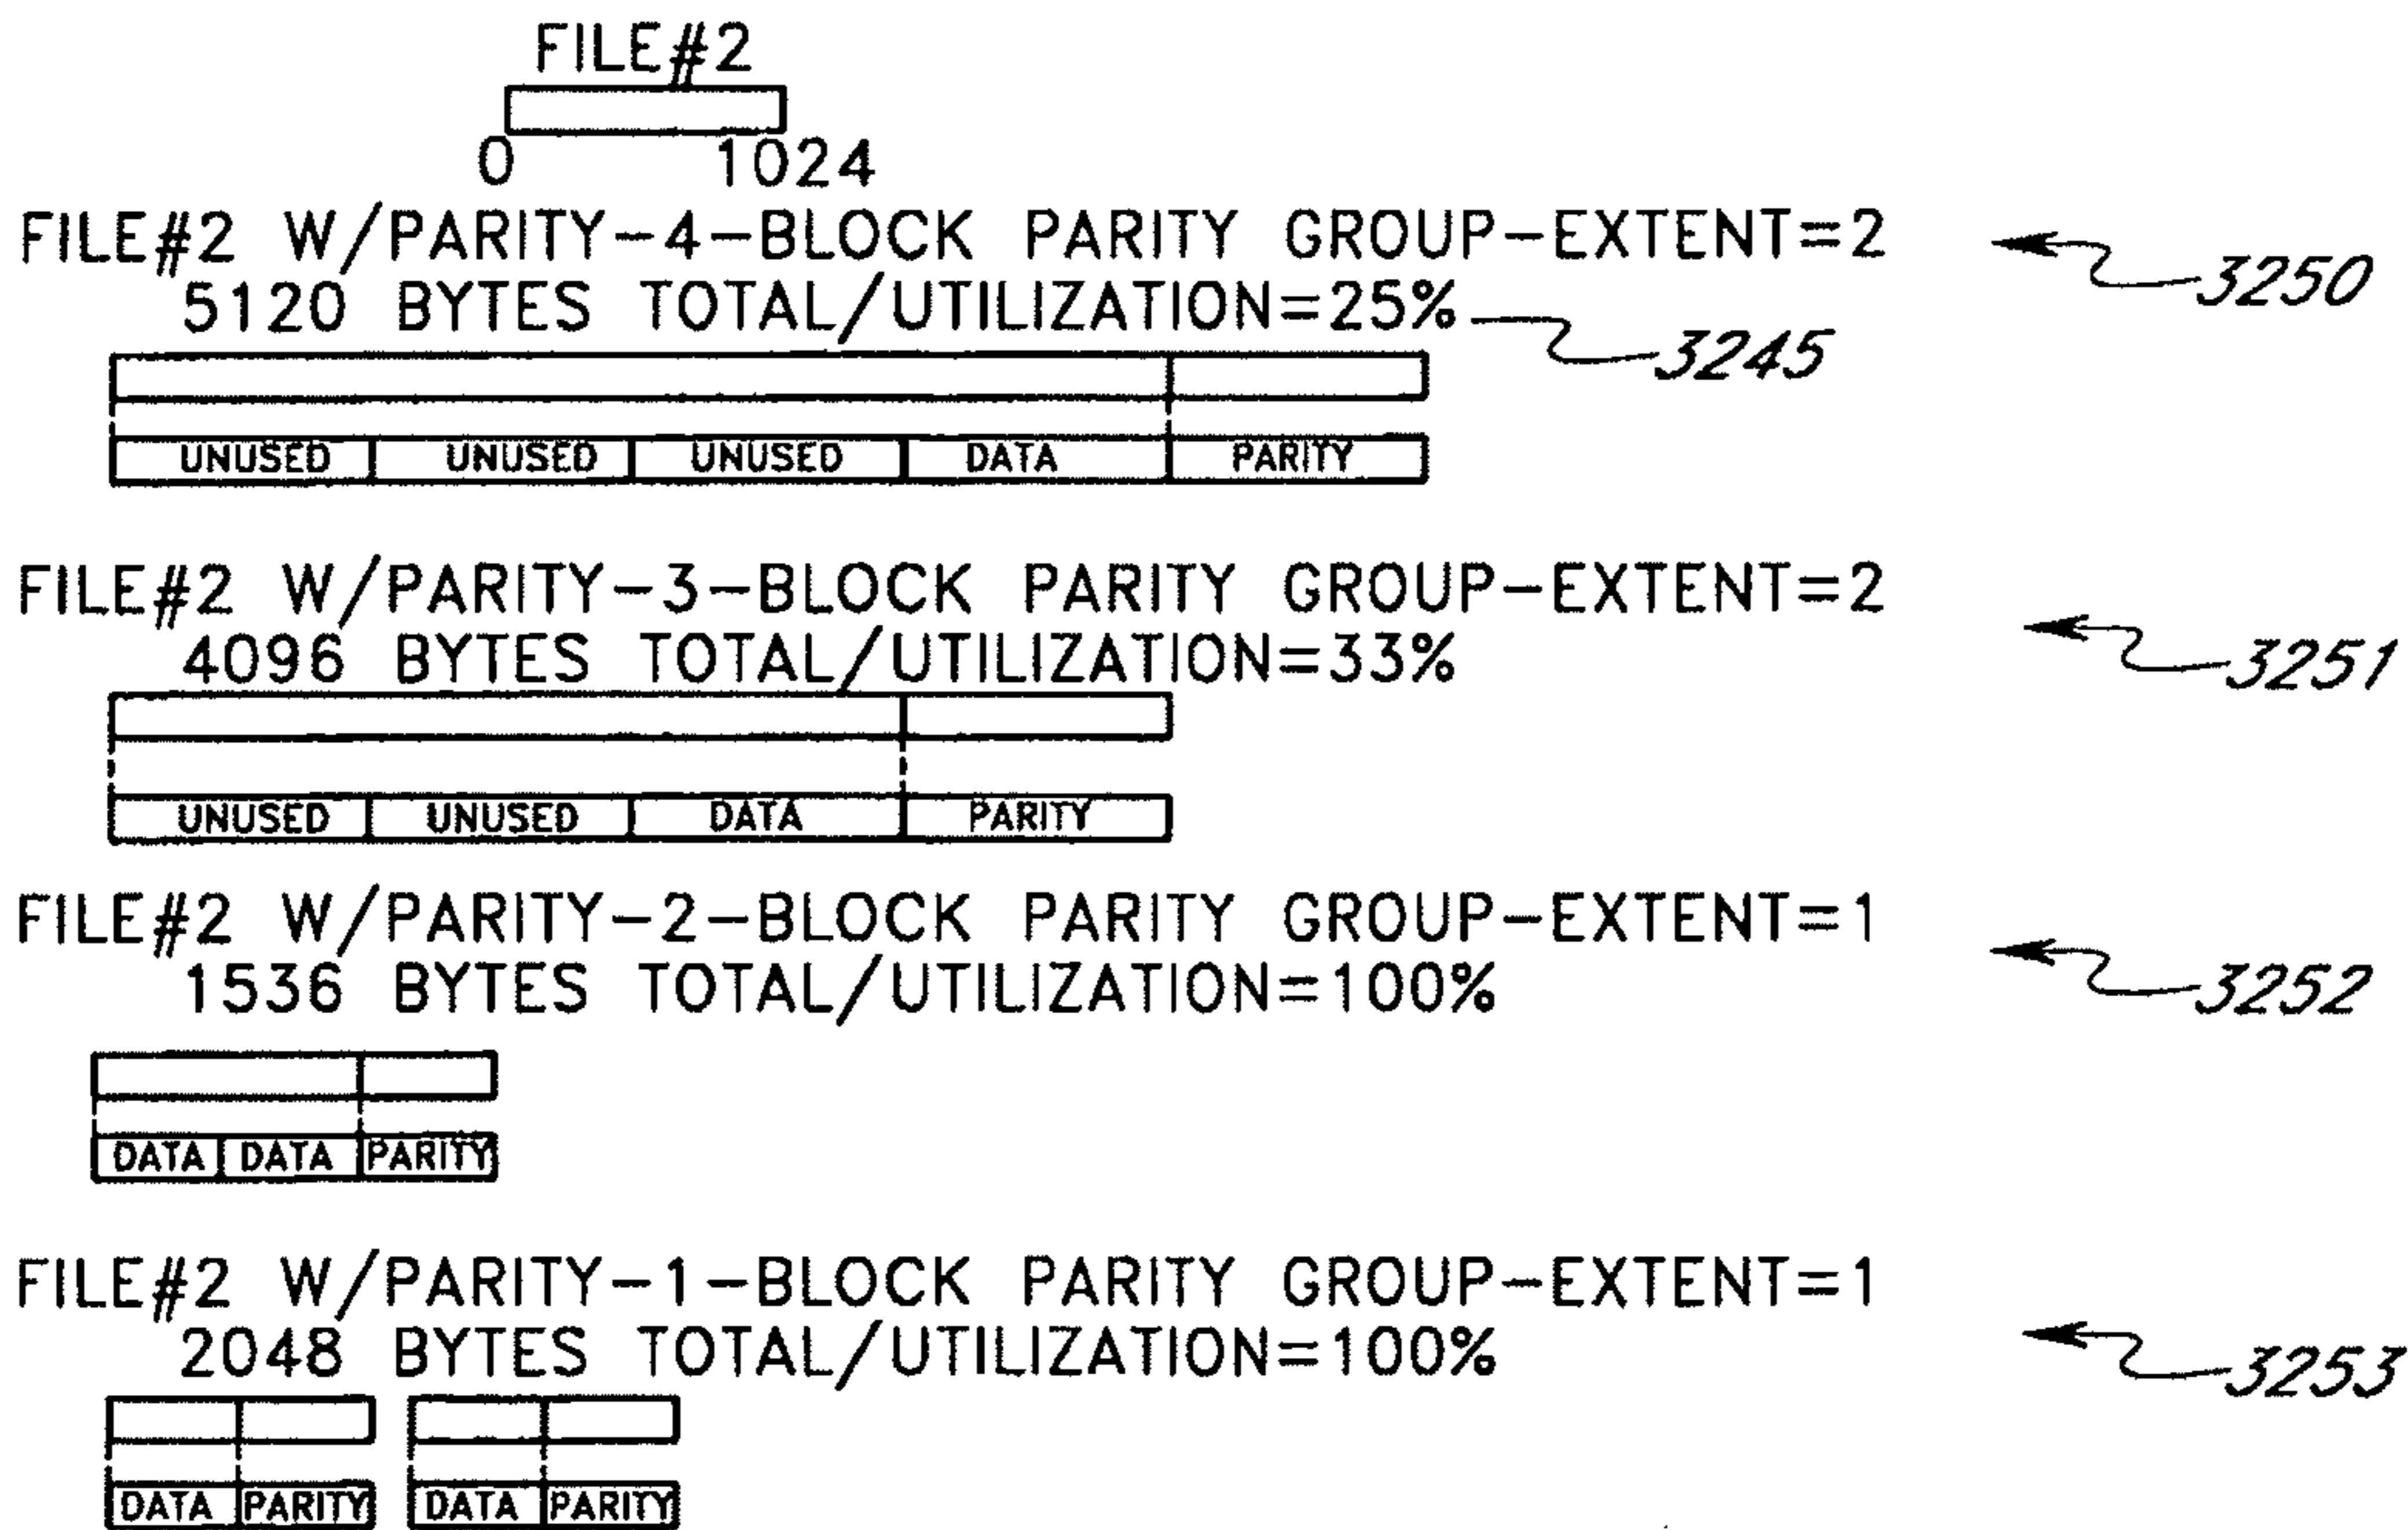 FILE#2
0 1024
FILE#2 W/PARITY-4-BLOCK PARITY GROUP-EXTENT=2
3250
5120 BYTES TOTAL/UTILIZATION=25%
3245
UNUSED UNUSED UNUSED DATA PARITY
FILE#2 W/PARITY-3-BLOCK PARITY GROUP-EXTENT=2
3251
4096 BYTES TOTAL/UTILIZATION=33%
UNUSED UNUSED DATA PARITY
FILE#2 W/PARITY-2-BLOCK PARITY GROUP-EXTENT=1
3252
1536 BYTES TOTAL/UTILIZATION=100%
DATA DATA PARITY
FILE#2 W/PARITY-1-BLOCK PARITY GROUP-EXTENT=1
3253
2048 BYTES TOTAL/UTILIZATION=100%
DATA PARITY DATA PARITY